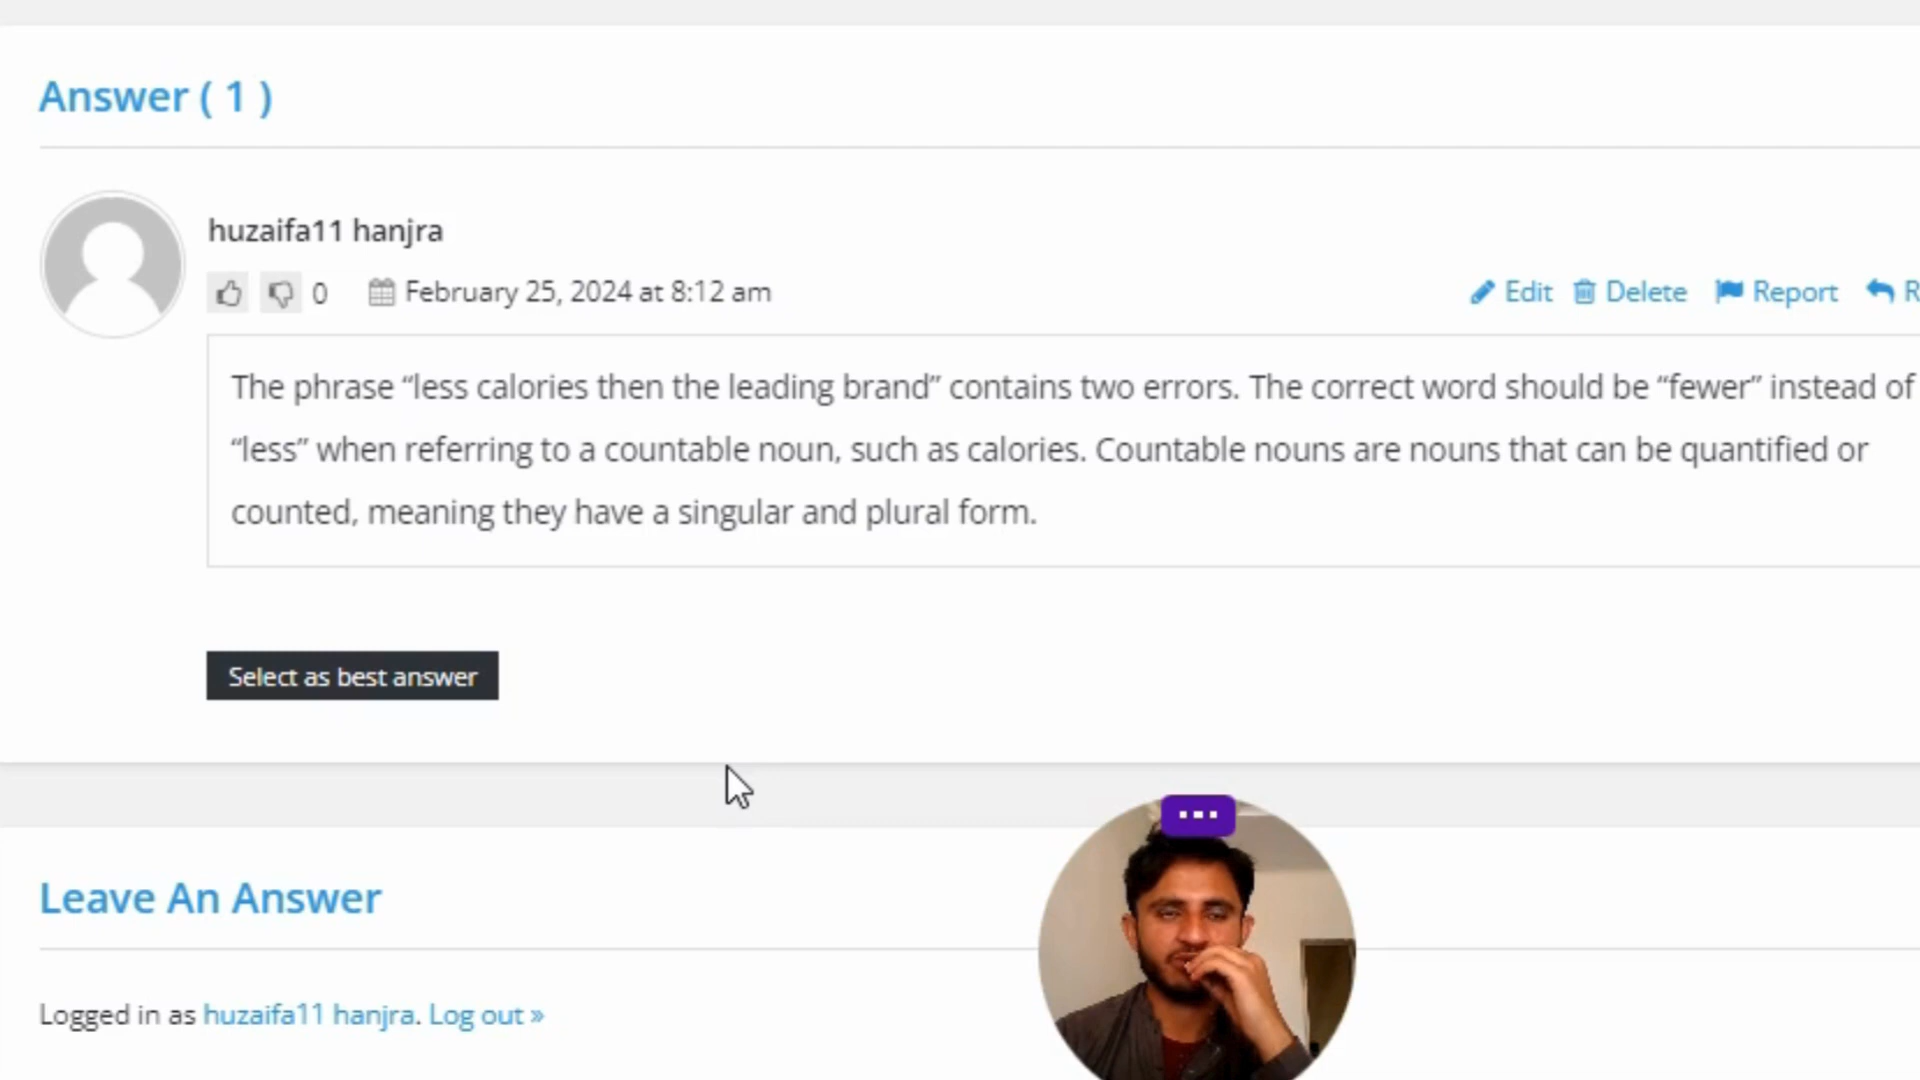 Answer ( 1 )
huzaifa11 hanjra
0 February 25, 2024 at 8:12 am Edit Delete Report
The phrase “less calories then the leading brand” contains two errors. The correct word should be “fewer” instead of
“less” when referring to a countable noun, such as calories. Countable nouns are nouns that can be quantified or
counted, meaning they have a singular and plural form.
Select as best answer
Leave An Answer
Logged in as huzaifa11 hanjra. Log out »